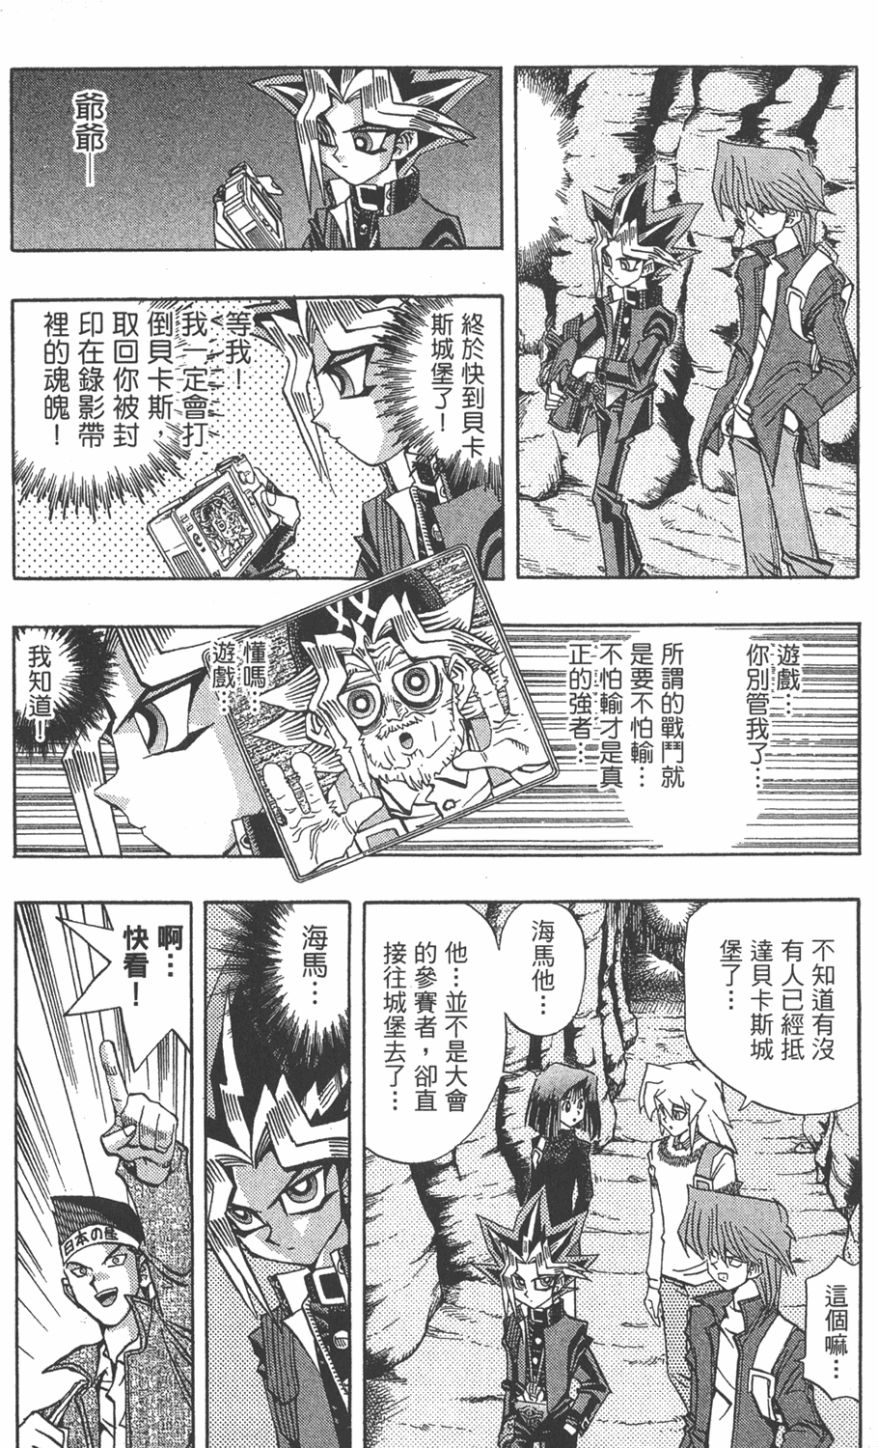 爺爺——
終於快到貝卡
斯城堡了！
等我！
我一定會打
倒貝卡斯，
取回你被封
印在錄影帶
裡的魂魄！
遊戲…
你別管我了…
所謂的戰鬥就
是要不怕輸…
不怕輸才是真
正的強者…
懂嗎…
遊戲…
我知道！
不知道有沒
有人已經抵
達貝卡斯城
堡了…
這個嘛…
海馬他…
他…並不是大會
的參賽者，卻直
接往城堡去了…
海馬…
啊…
快看！
日本の